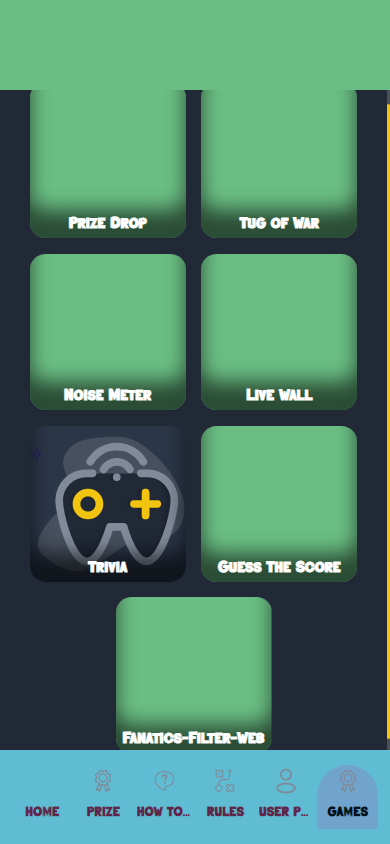 Prize Drop
Tug of War
Noise Meter
Live Wall
Trivia
Guess the Score
Fanatics-Filter-Web
HOME
PRIZE
HOW TO...
RULES
USER P...
GAMES